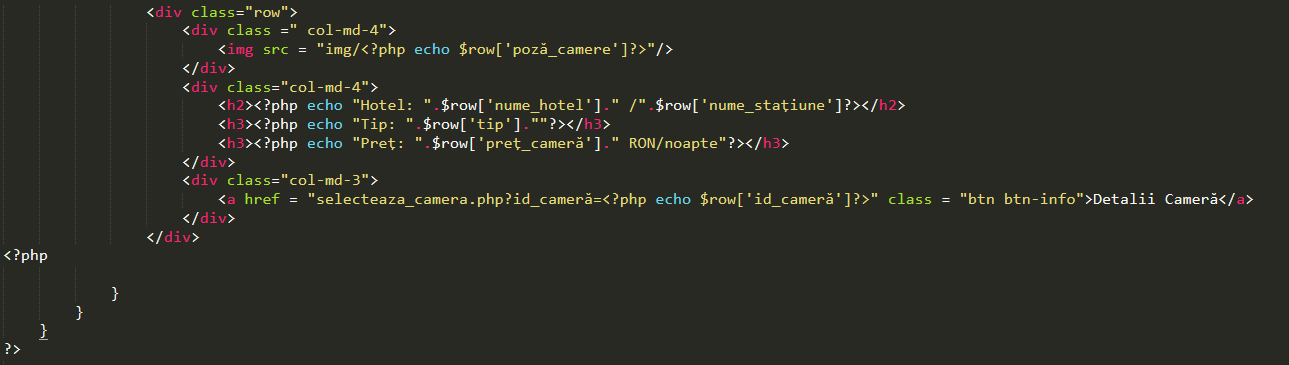 <div class="row">
<div class =" col-md-4">
<img src = "img/<?php echo $row['poză_camere']?>"/>
</div>
<div class="col-md-4">
<h2><?php echo "Hotel: ".$row['nume_hotel']." /".$row['nume_stațiune']?></h2>
<h3><?php echo "Tip: ".$row['tip'].""?></h3>
<h3><?php echo "Preț: ".$row['preț_cameră']." RON/noapte"?></h3>
</div>
<div class="col-md-3">
<a href = "selecteaza_camera.php?id_cameră=<?php echo $row['id_cameră']?>" class = "btn btn-info">Detalii Cameră</a>
</div>
</div>
<?php
}
}
}
?>